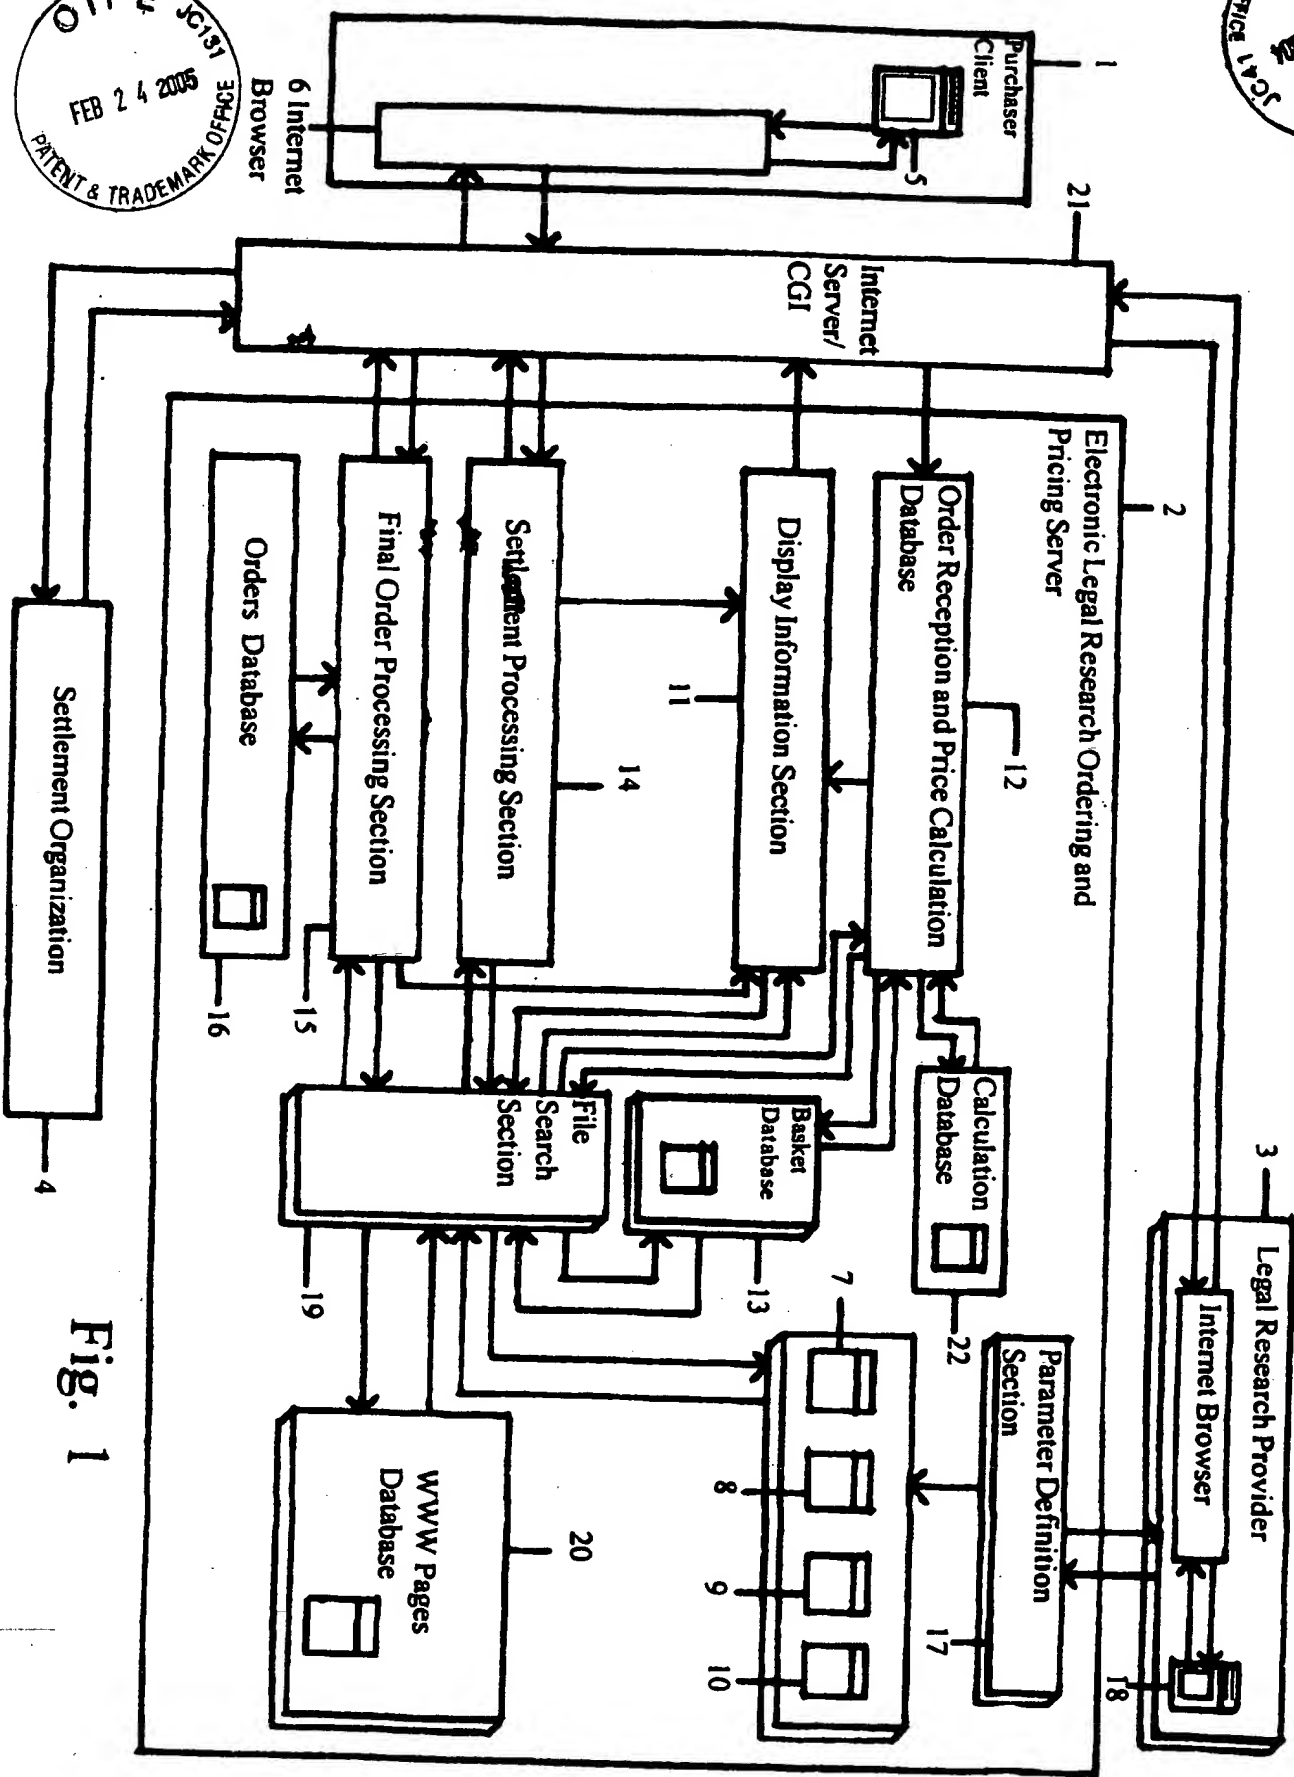 JC131
FEB 2 4 2005
PATENT & TRADEMARK OFFICE
JC41
1
Purchaser
Client
5
6 Internet
Browser
21
Internet
Server/
CGI
2
Electronic Legal Research Ordering and
Pricing Server
Order Reception and Price Calculation
Database
12
Display Information Section
11
Settlement Processing Section
14
Final Order Processing Section
15
Orders Database
16
Settlement Organization
4
3
Legal Research Provider
Internet Browser
18
Parameter Definition
Section
17
Calculation
Database
22
Basket
Database
13
File
Search
Section
19
7
8
9
10
WWW Pages
Database
20
Fig. 1